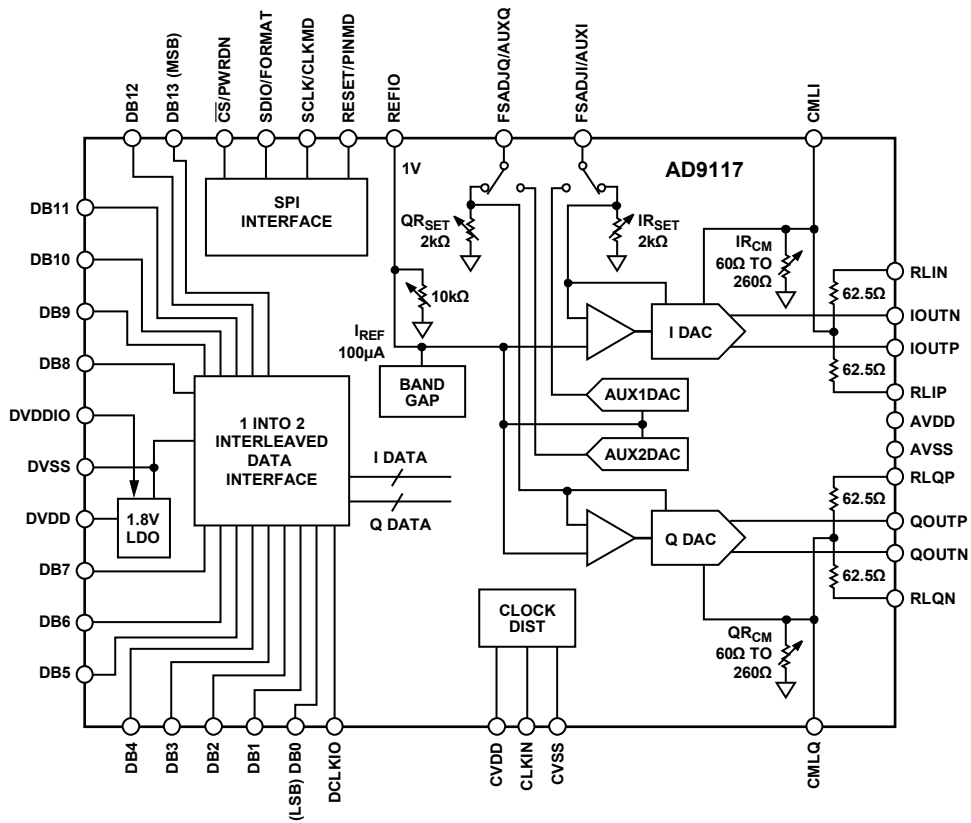 DB12
DB13 (MSB)
CS/PWRDN
SDIO/FORMAT
SCLK/CLKMD
RESET/PINMD
REFIO
FSADJQ/AUXQ
FSADJI/AUXI
CMLI
AD9117
1V
SPI
INTERFACE
DB11
DB10
DB9
DB8
DVDDIO
DVSS
DVDD
DB7
DB6
DB5
QRSET
2kΩ
IRSET
2kΩ
IRCM
60Ω TO
260Ω
10kΩ
IREF
100µA
BAND
GAP
I DAC
AUX1DAC
AUX2DAC
62.5Ω
62.5Ω
RLIN
IOUTN
IOUTP
RLIP
AVDD
AVSS
RLQP
QOUTP
QOUTN
RLQN
1 INTO 2
INTERLEAVED
DATA
INTERFACE
I DATA
Q DATA
1.8V
LDO
Q DAC
62.5Ω
62.5Ω
CLOCK
DIST
QRCM
60Ω TO
260Ω
DB4
DB3
DB2
DB1
(LSB) DB0
DCLKIO
CVDD
CLKIN
CVSS
CMLQ